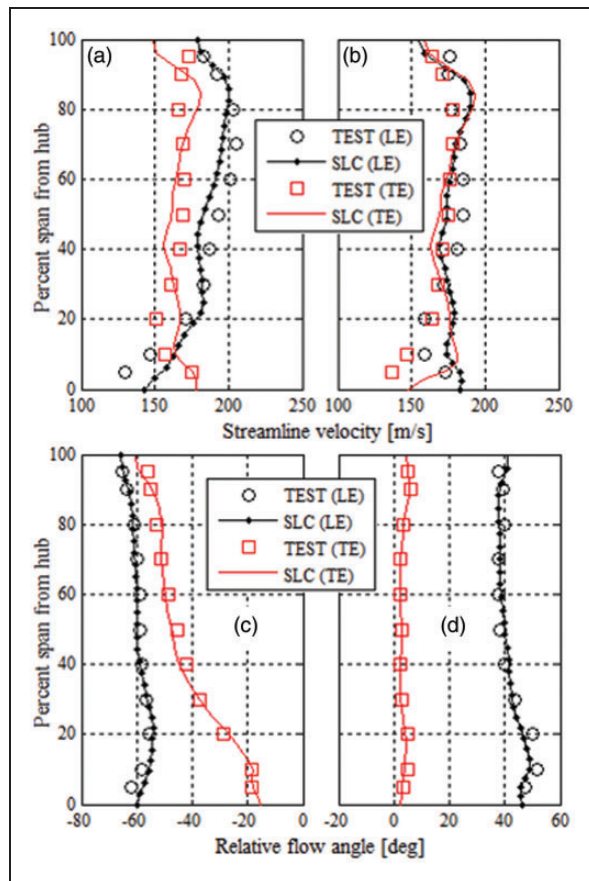 100
80
60
40
20
0
Percent span from hub
(a)
(b)
TEST (LE)
SLC (LE)
TEST (TE)
SLC (TE)
100
150
200
250
100
150
200
250
Streamline velocity [m/s]
100
80
60
40
20
0
Percent span from hub
TEST (LE)
SLC (LE)
TEST (TE)
SLC (TE)
(c)
(d)
-80
-60
-40
-20
0
0
20
40
60
Relative flow angle [deg]